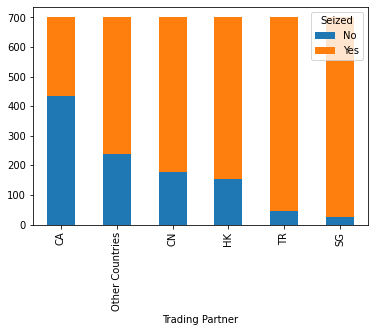 700
600
500
400
300
200
100
0
Seized
No
Yes
CA
Other Countries
CN
HK
TR
SG
Trading Partner